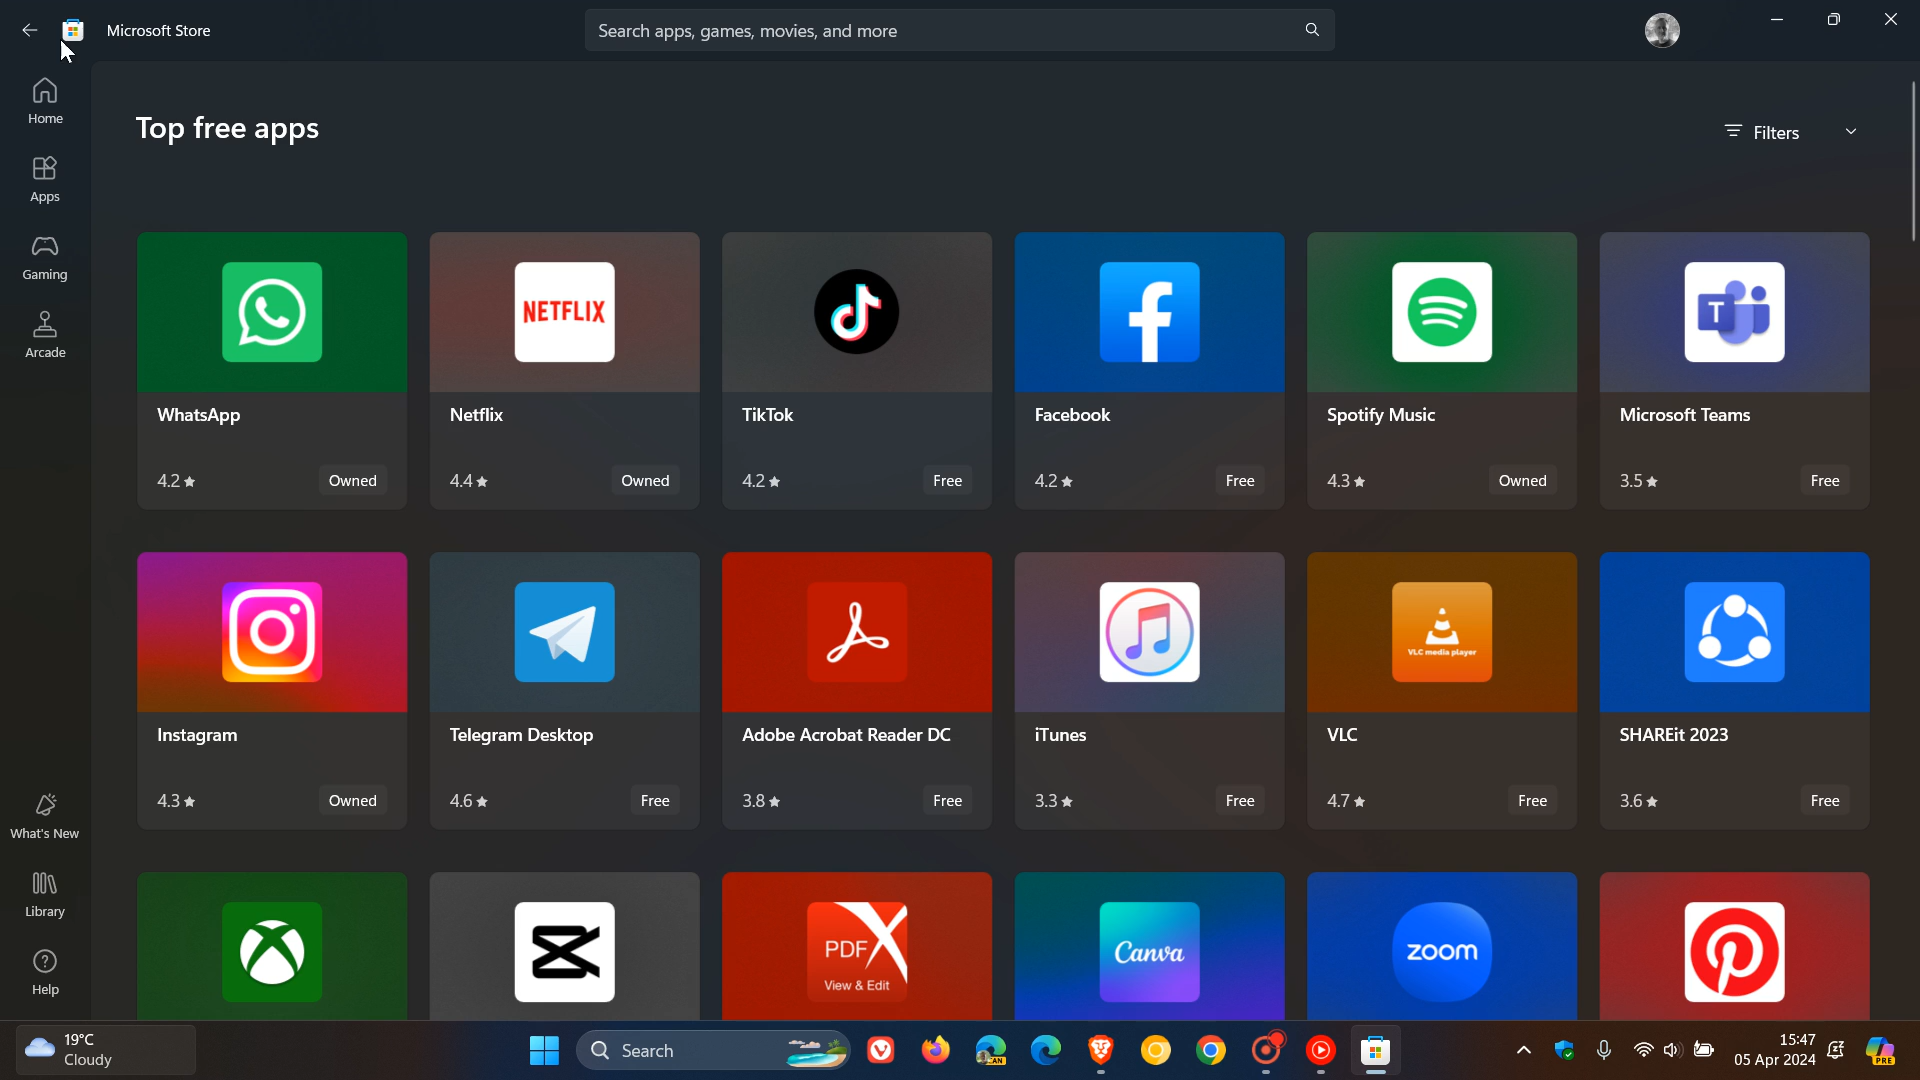 Microsoft Store
Search apps, games, movies, and more
Home
Apps
Gaming
Arcade
What's New
Library
Help
Top free apps
Filters
NETFLIX
T
WhatsApp
Netflix
TikTok
Facebook
Spotify Music
Microsoft Teams
4.2★ Owned
4.4★ Owned
4.2★ Free
4.2★ Free
4.3★ Owned
3.5★ Free
VLC media player
Instagram
Telegram Desktop
Adobe Acrobat Reader DC
iTunes
VLC
SHAREit 2023
4.3★ Owned
4.6★ Free
3.8★ Free
3.3★ Free
4.7★ Free
3.6★ Free
PDF
View & Edit
Canva
zoom
19°C
Cloudy
Search
CAN
15:47
05 Apr 2024
PRE